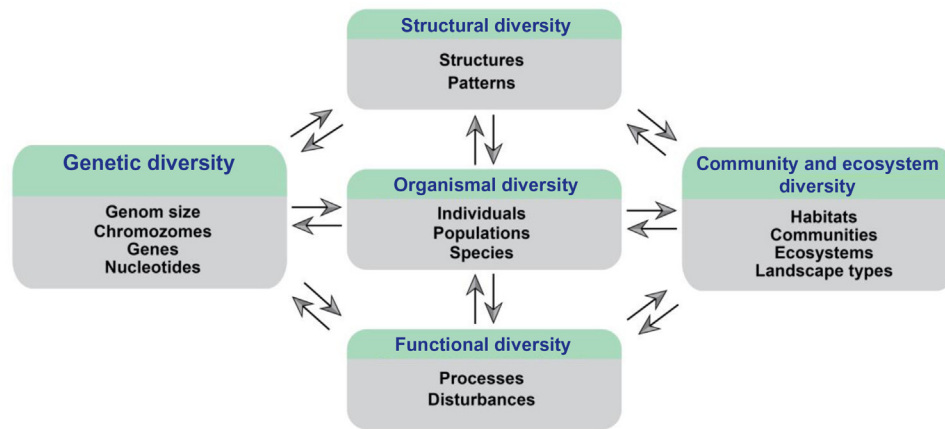 Structural diversity
Structures
Patterns
Genetic diversity
Genom size
Chromozomes
Genes
Nucleotides
Organismal diversity
Individuals
Populations
Species
Community and ecosystem
diversity
Habitats
Communities
Ecosystems
Landscape types
Functional diversity
Processes
Disturbances